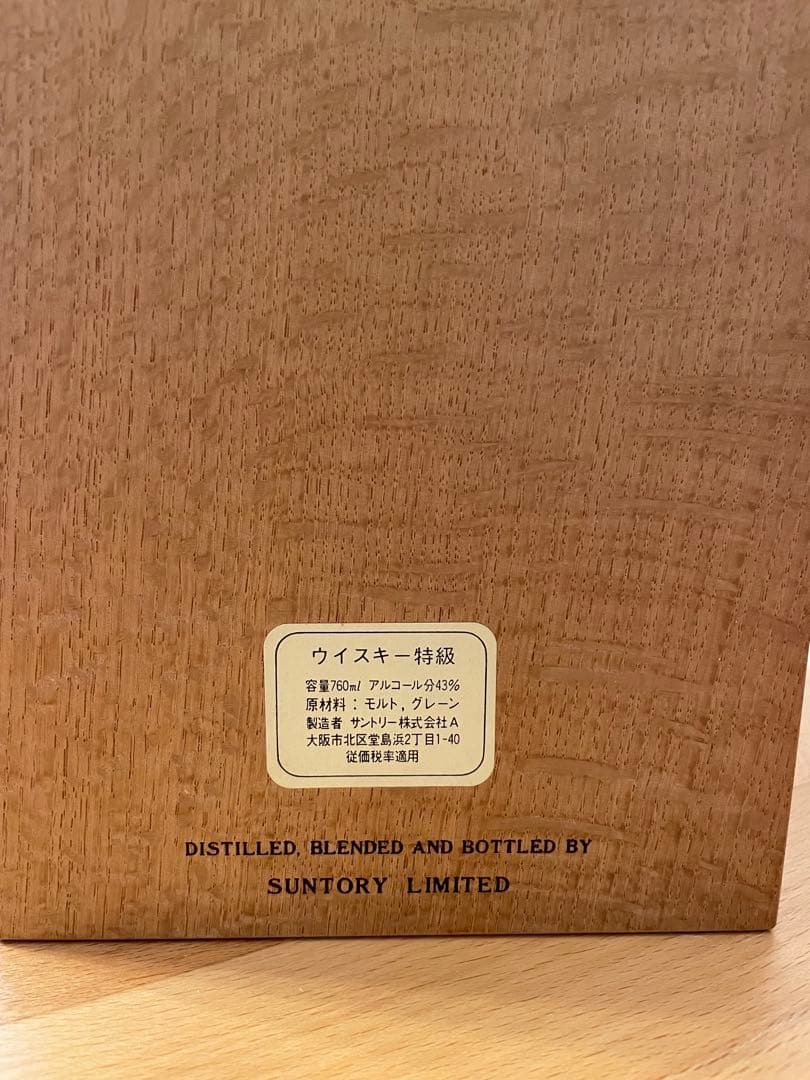 ウイスキー特級
容量760ml アルコール分43%
原材料：モルト，グレーン
製造者 サントリー株式会社A
大阪市北区堂島浜2丁目1-40
従価税率適用
DISTILLED, BLENDED AND BOTTLED BY
SUNTORY LIMITED